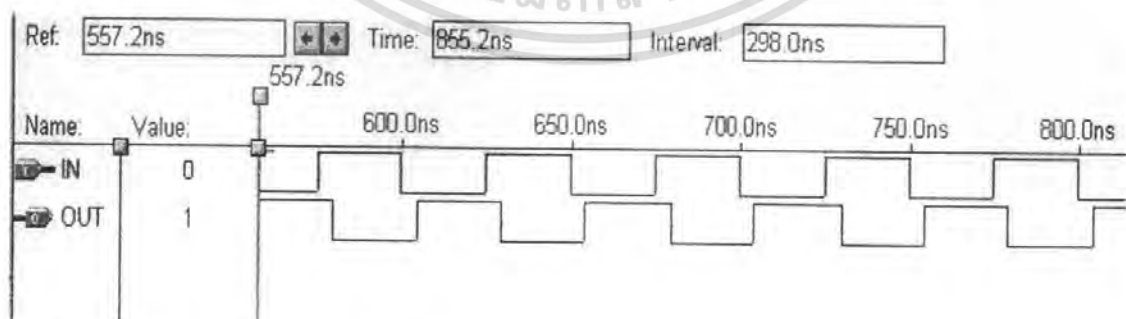 Ref: 557.2ns Time: 855.2ns Interval: 298.0ns
557.2ns
Name: Value: 600.0ns 650.0ns 700.0ns 750.0ns 800.0ns
IN 0
OUT 1